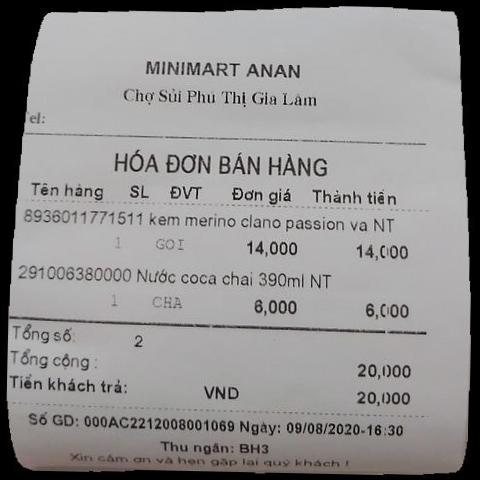 MINIMART ANAN
Chợ Sủi Phú Thị Gia Lâm
Tel:
HÓA ĐƠN BÁN HÀNG
Tên hàng SL ĐVT Đơn giá Thành tiền
8936011771511 kem merino clano passion va NT
1 GOI 14,000 14,000
291006380000 Nước coca chai 390ml NT
1 CHA 6,000 6,000
Tổng số: 2
Tổng cộng : 20,000
Tiền khách trả: VND 20,000
Số GD: 000AC2212008001069 Ngày: 09/08/2020-16:30
Thu ngân: BH3
Xin cảm ơn và hẹn gặp lại quý khách !